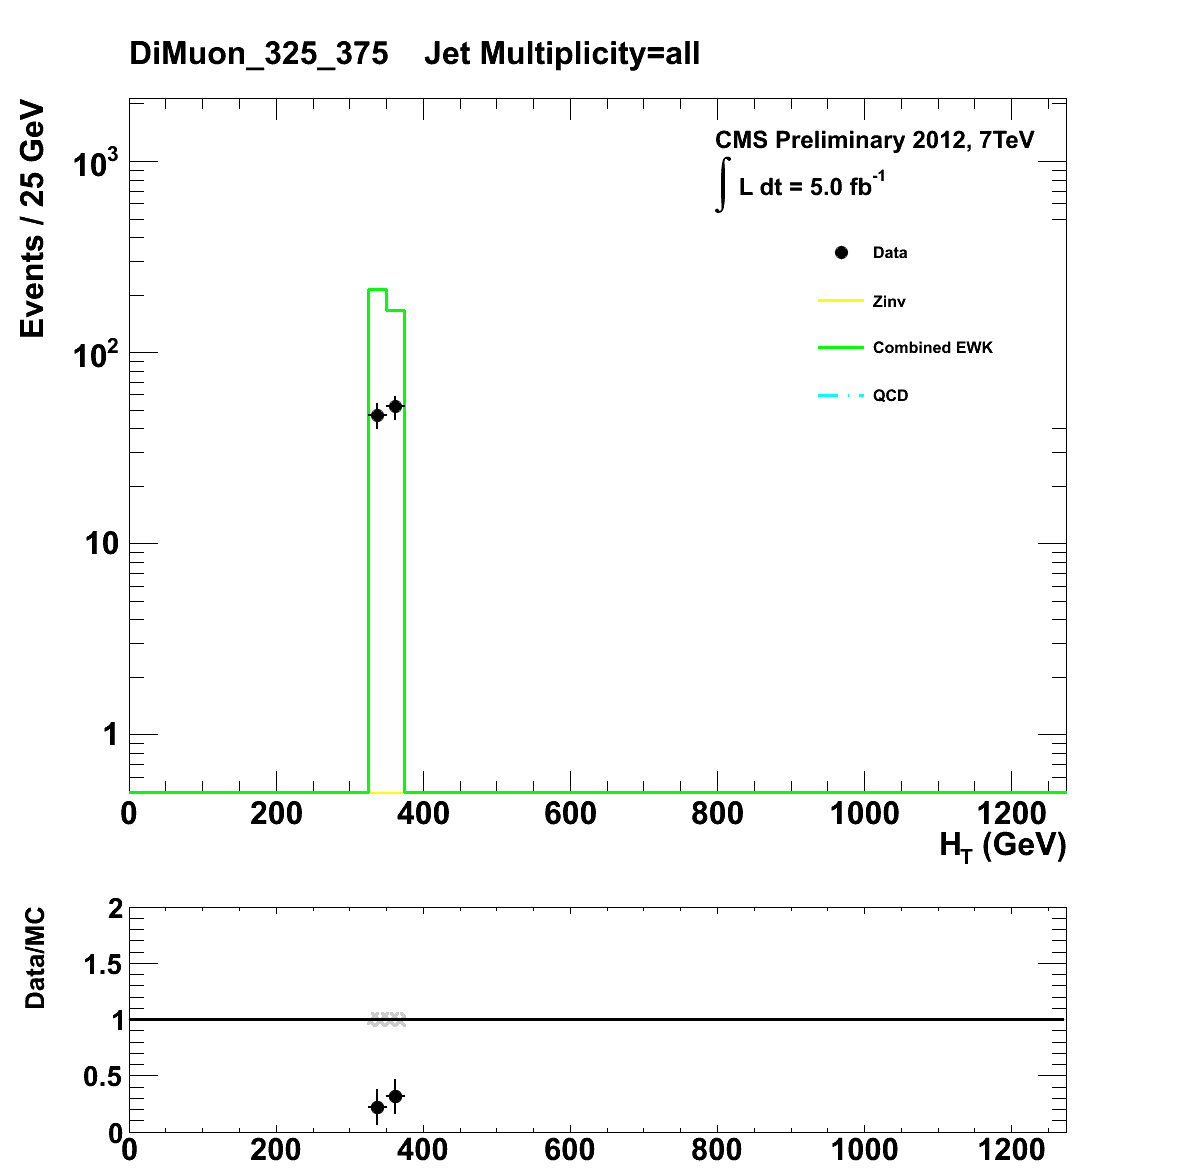 DiMuon_325_375 Jet Multiplicity=all
Events / 25 GeV
10³
10²
10
1
CMS Preliminary 2012, 7TeV
∫ L dt = 5.0 fb⁻¹
Data
Zinv
Combined EWK
QCD
0 200 400 600 800 1000 1200
H_T (GeV)
Data/MC
2
1.5
1
0.5
0
0 200 400 600 800 1000 1200